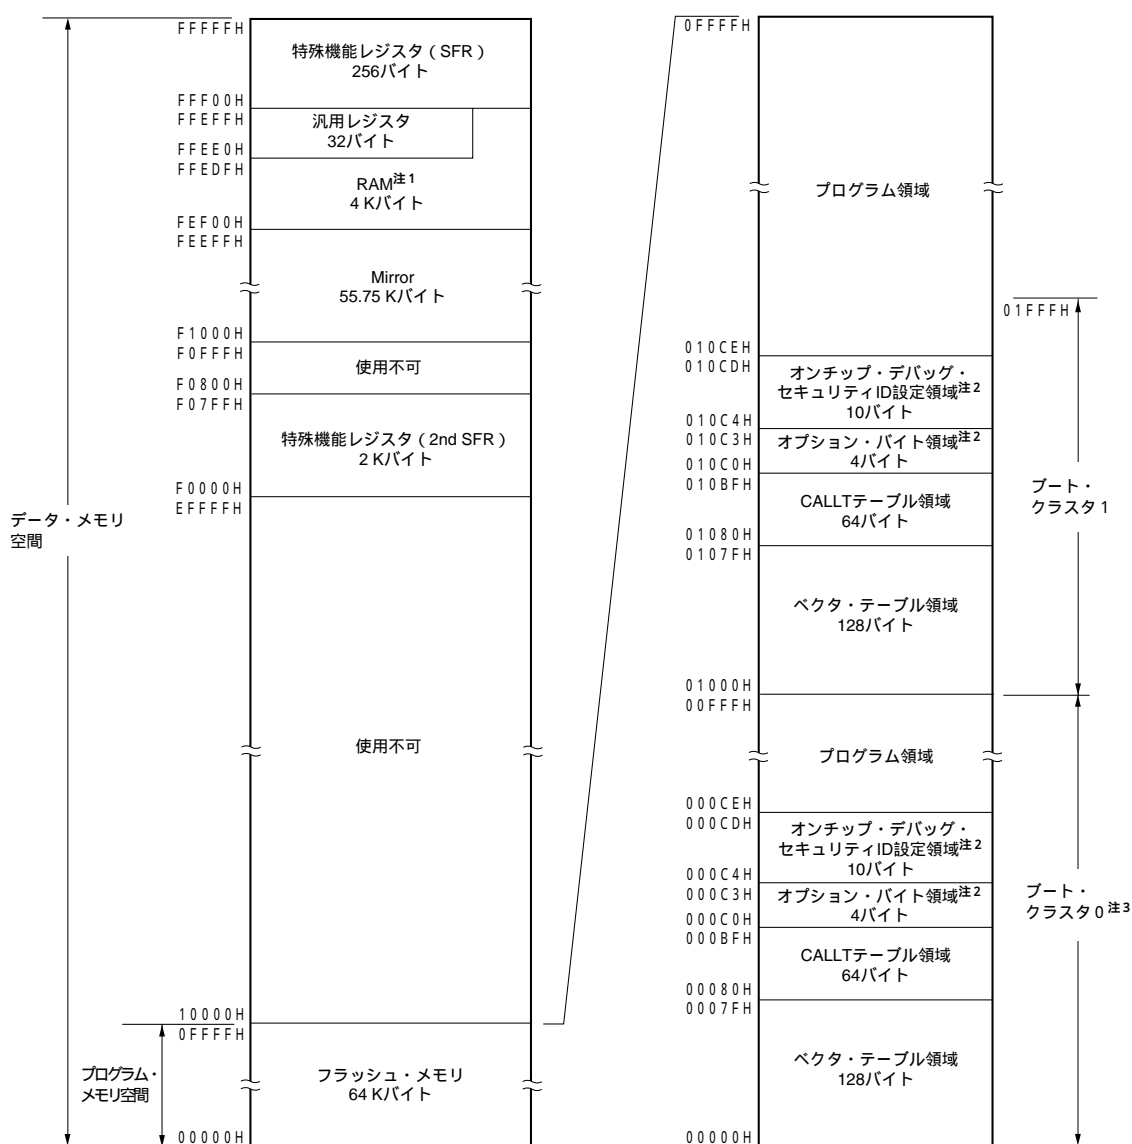 FFFFFH
特殊機能レジスタ（SFR）
256バイト
FFF00H
FFEFFH
汎用レジスタ
32バイト
FFEE0H
FFEDFH
RAM注1
4 Kバイト
FEF00H
FEEFFH
Mirror
55.75 Kバイト
F1000H
F0FFFH
使用不可
F0800H
F07FFH
特殊機能レジスタ（2nd SFR）
2 Kバイト
F0000H
EFFFFH
データ・メモリ
空間
使用不可
10000H
0FFFFH
プログラム・
メモリ空間
フラッシュ・メモリ
64 Kバイト
00000H
0FFFFH
プログラム領域
01FFFH
010CEH
010CDH
オンチップ・デバッグ・
セキュリティID設定領域注2
10バイト
010C4H
010C3H
オプション・バイト領域注2
4バイト
010C0H
010BFH
CALLTテーブル領域
64バイト
ブート・
クラスタ1
01080H
0107FH
ベクタ・テーブル領域
128バイト
01000H
00FFFH
プログラム領域
000CEH
000CDH
オンチップ・デバッグ・
セキュリティID設定領域注2
10バイト
000C4H
000C3H
オプション・バイト領域注2
4バイト
ブート・
クラスタ0注3
000C0H
000BFH
CALLTテーブル領域
64バイト
00080H
0007FH
ベクタ・テーブル領域
128バイト
00000H